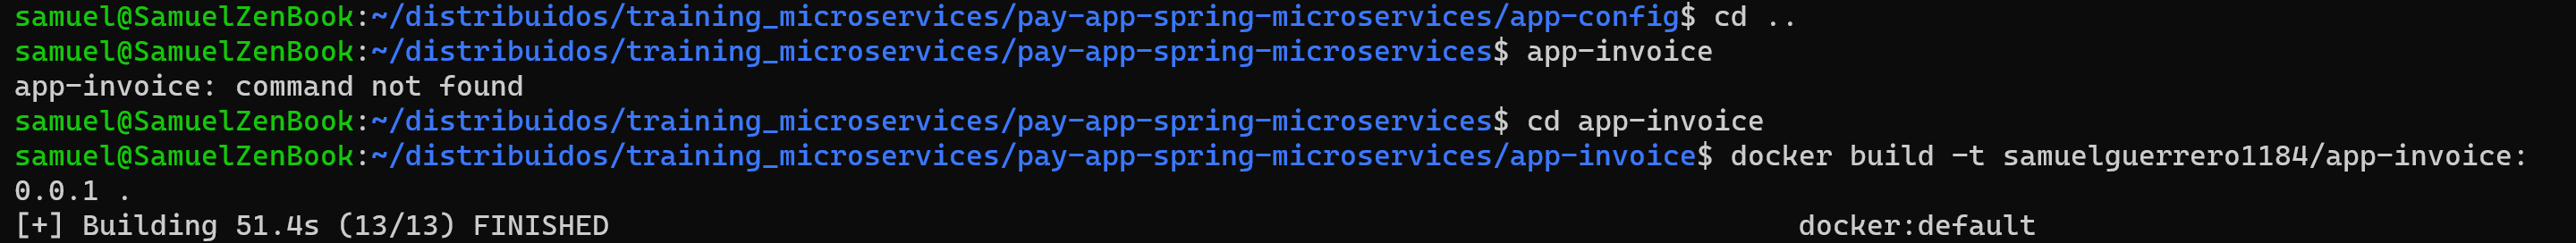 samuel@SamuelZenBook:~/distribuidos/training_microservices/pay-app-spring-microservices/app-config$ cd ..
samuel@SamuelZenBook:~/distribuidos/training_microservices/pay-app-spring-microservices$ app-invoice
app-invoice: command not found
samuel@SamuelZenBook:~/distribuidos/training_microservices/pay-app-spring-microservices$ cd app-invoice
samuel@SamuelZenBook:~/distribuidos/training_microservices/pay-app-spring-microservices/app-invoice$ docker build -t samuelguerrero1184/app-invoice:
0.0.1 .
[+] Building 51.4s (13/13) FINISHED docker:default